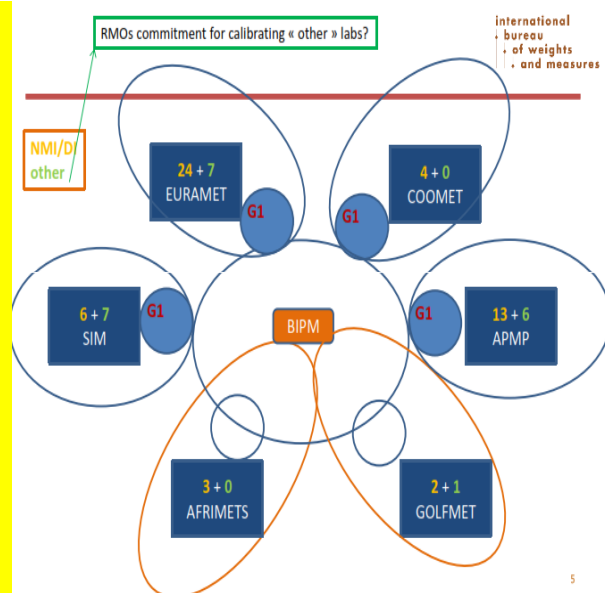 RMOs commitment for calibrating « other » labs?
international
bureau
of weights
and measures
NMI/DI
other
24 + 7
EURAMET
G1
4 + 0
COOMET
G1
6 + 7
SIM
G1
BIPM
G1
13 + 6
APMP
3 + 0
AFRIMETS
2 + 1
GOLFMET
5